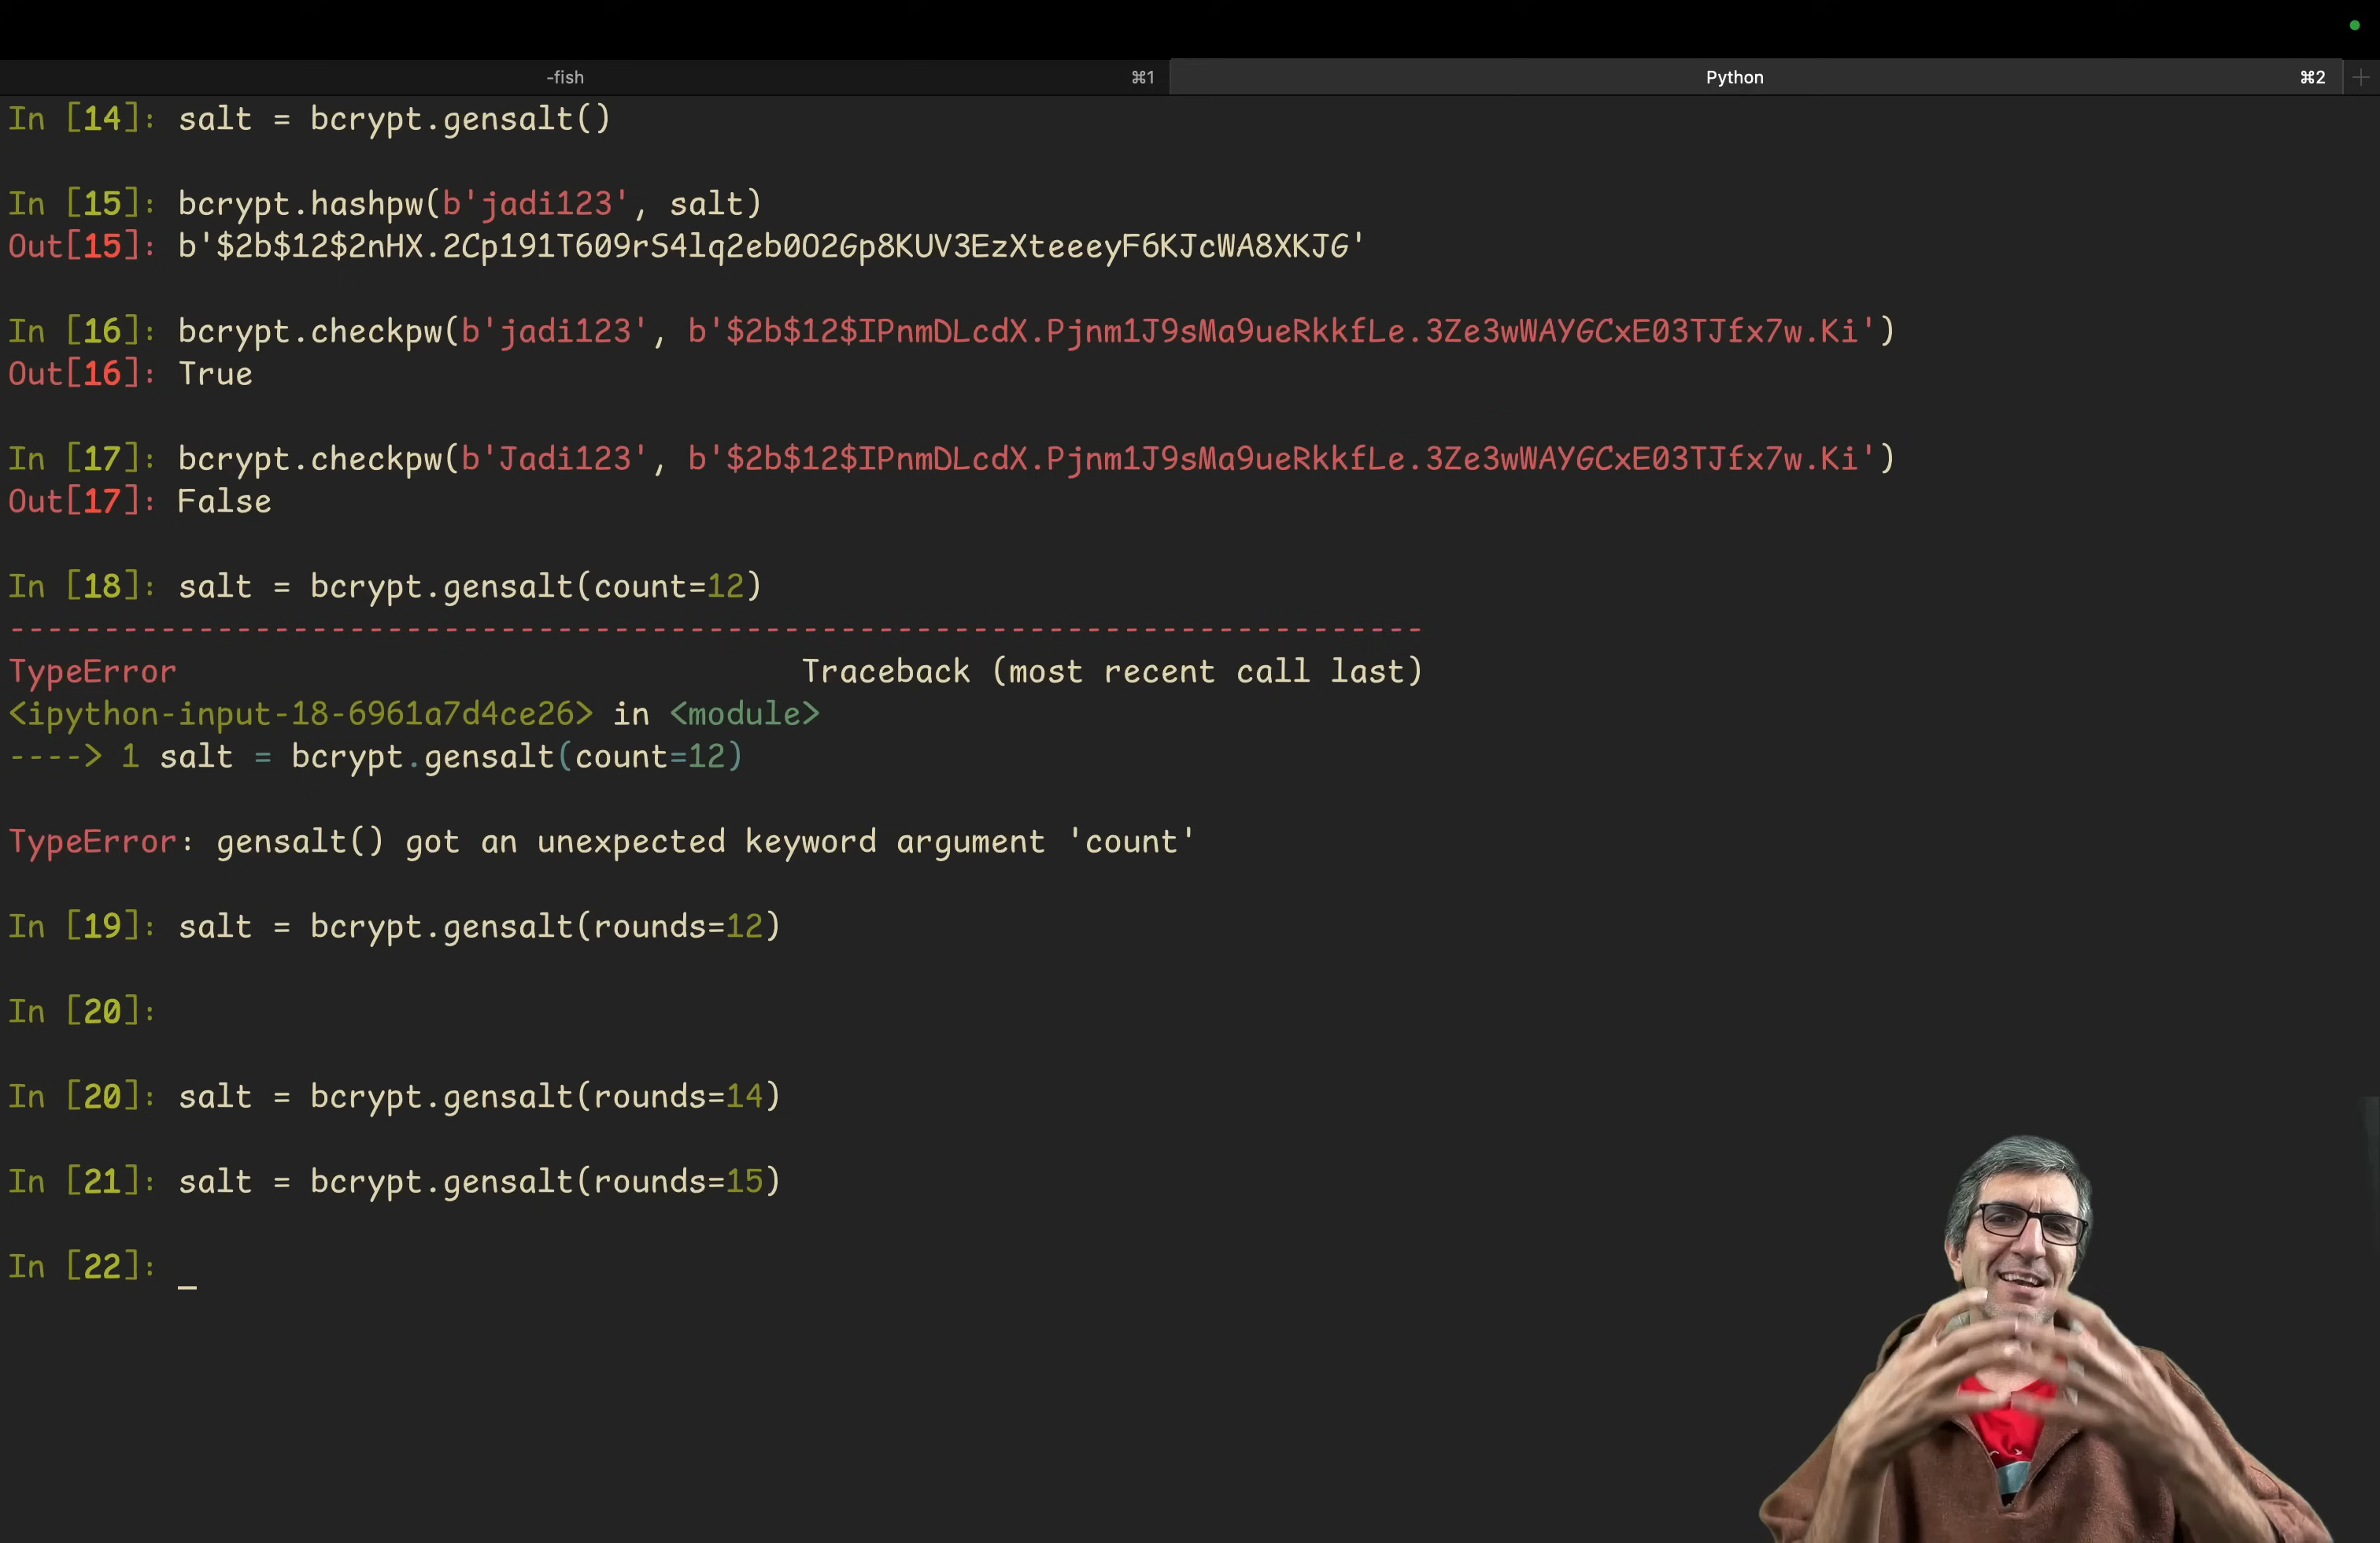 -fish ⌘1 Python ⌘2 +
In [14]: salt = bcrypt.gensalt()
In [15]: bcrypt.hashpw(b'jadi123', salt)
Out[15]: b'$2b$12$2nHX.2Cp191T609rS4lq2eb0O2Gp8KUV3EzXteeeyF6KJcWA8XKJG'
In [16]: bcrypt.checkpw(b'jadi123', b'$2b$12$IPnmDLcdX.Pjnm1J9sMa9ueRkkfLe.3Ze3wWAYGCxE03TJfx7w.Ki')
Out[16]: True
In [17]: bcrypt.checkpw(b'Jadi123', b'$2b$12$IPnmDLcdX.Pjnm1J9sMa9ueRkkfLe.3Ze3wWAYGCxE03TJfx7w.Ki')
Out[17]: False
In [18]: salt = bcrypt.gensalt(count=12)
---------------------------------------------------------------------------
TypeError                                 Traceback (most recent call last)
<ipython-input-18-6961a7d4ce26> in <module>
----> 1 salt = bcrypt.gensalt(count=12)
TypeError: gensalt() got an unexpected keyword argument 'count'
In [19]: salt = bcrypt.gensalt(rounds=12)
In [20]:
In [20]: salt = bcrypt.gensalt(rounds=14)
In [21]: salt = bcrypt.gensalt(rounds=15)
In [22]: _